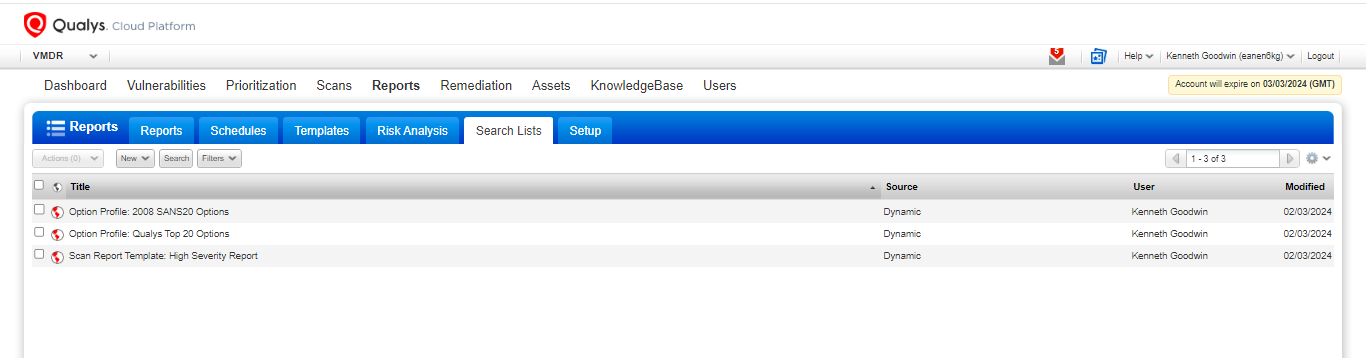 Qualys. Cloud Platform
VMDR
5
Help
Kenneth Goodwin (eanen6kg)
Logout
Dashboard Vulnerabilities Prioritization Scans Reports Remediation Assets KnowledgeBase Users
Account will expire on 03/03/2024 (GMT)
Reports Reports Schedules Templates Risk Analysis Search Lists Setup
Actions (0) New Search Filters 1 - 3 of 3
Title Source User Modified
Option Profile: 2008 SANS20 Options Dynamic Kenneth Goodwin 02/03/2024
Option Profile: Qualys Top 20 Options Dynamic Kenneth Goodwin 02/03/2024
Scan Report Template: High Severity Report Dynamic Kenneth Goodwin 02/03/2024